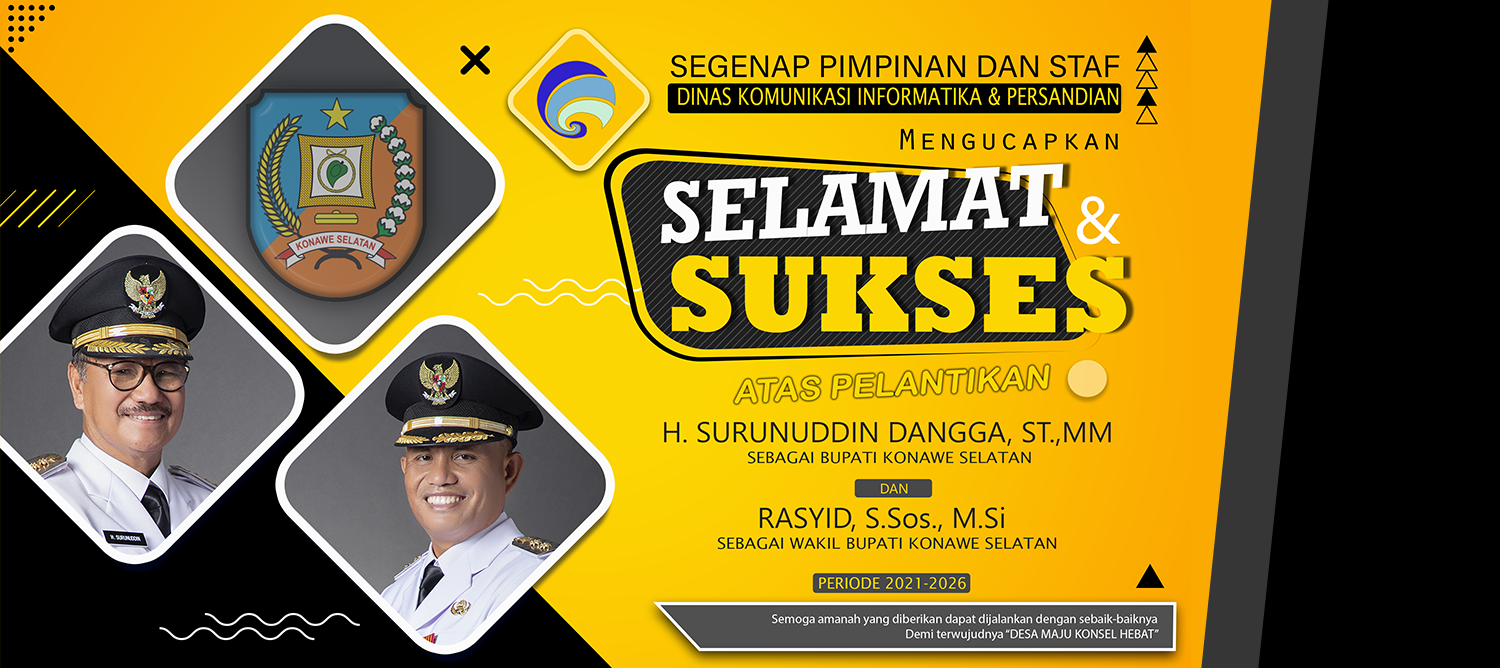 KONAWE SELATAN
H. SURUNUDDIN
SEGENAP PIMPINAN DAN STAF
DINAS KOMUNIKASI INFORMATIKA & PERSANDIAN
MENGUCAPKAN
SELAMAT
&
SUKSES
ATAS PELANTIKAN
H. SURUNUDDIN DANGGA, ST.,MM
SEBAGAI BUPATI KONAWE SELATAN
DAN
RASYID, S.Sos., M.Si
SEBAGAI WAKIL BUPATI KONAWE SELATAN
PERIODE 2021-2026
Semoga amanah yang diberikan dapat dijalankan dengan sebaik-baiknya
Demi terwujudnya “DESA MAJU KONSEL HEBAT”